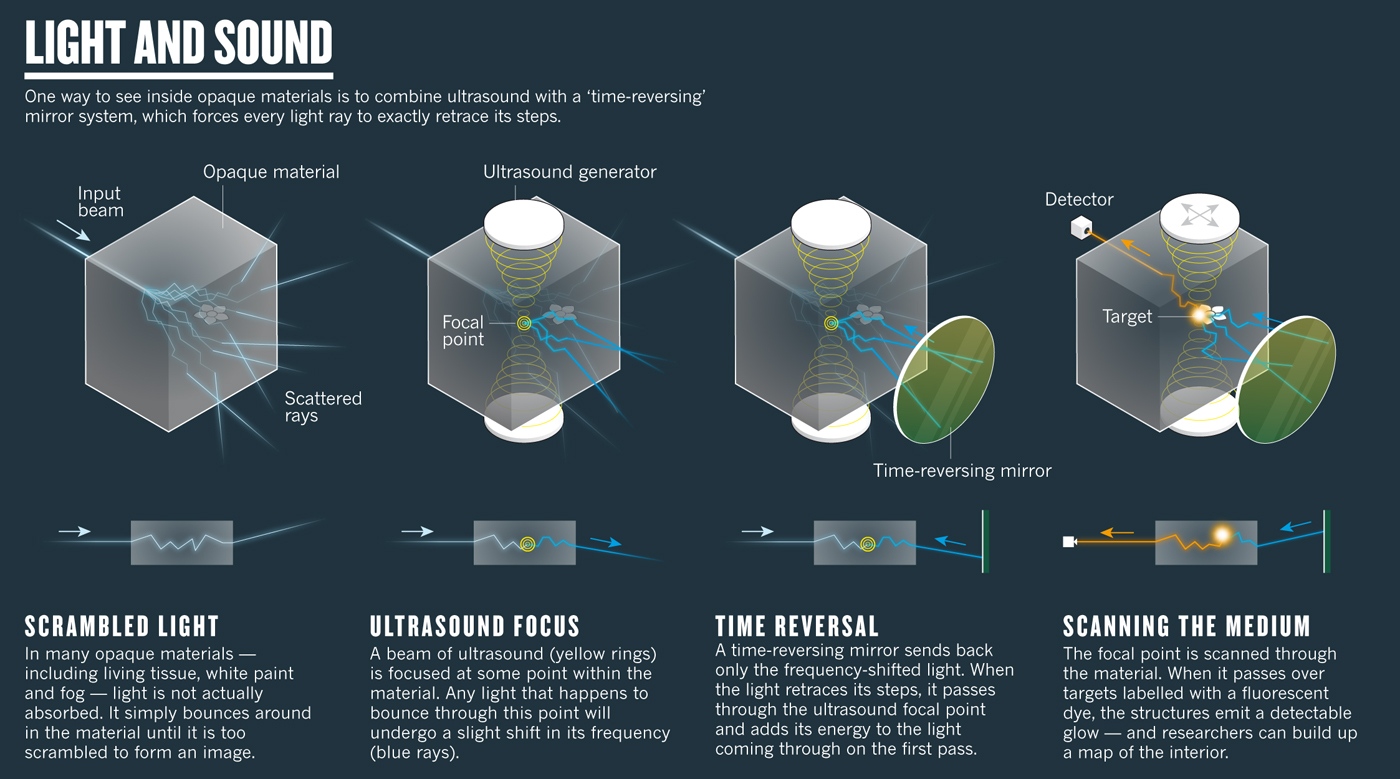 LIGHT AND SOUND
One way to see inside opaque materials is to combine ultrasound with a ‘time-reversing’
mirror system, which forces every light ray to exactly retrace its steps.
Opaque material
Input
beam
Scattered
rays
Ultrasound generator
Focal
point
Time-reversing mirror
Detector
Target
SCRAMBLED LIGHT
In many opaque materials —
including living tissue, white paint
and fog — light is not actually
absorbed. It simply bounces around
in the material until it is too
scrambled to form an image.
ULTRASOUND FOCUS
A beam of ultrasound (yellow rings)
is focused at some point within the
material. Any light that happens to
bounce through this point will
undergo a slight shift in its frequency
(blue rays).
TIME REVERSAL
A time-reversing mirror sends back
only the frequency-shifted light. When
the light retraces its steps, it passes
through the ultrasound focal point
and adds its energy to the light
coming through on the first pass.
SCANNING THE MEDIUM
The focal point is scanned through
the material. When it passes over
targets labelled with a fluorescent
dye, the structures emit a detectable
glow — and researchers can build up
a map of the interior.